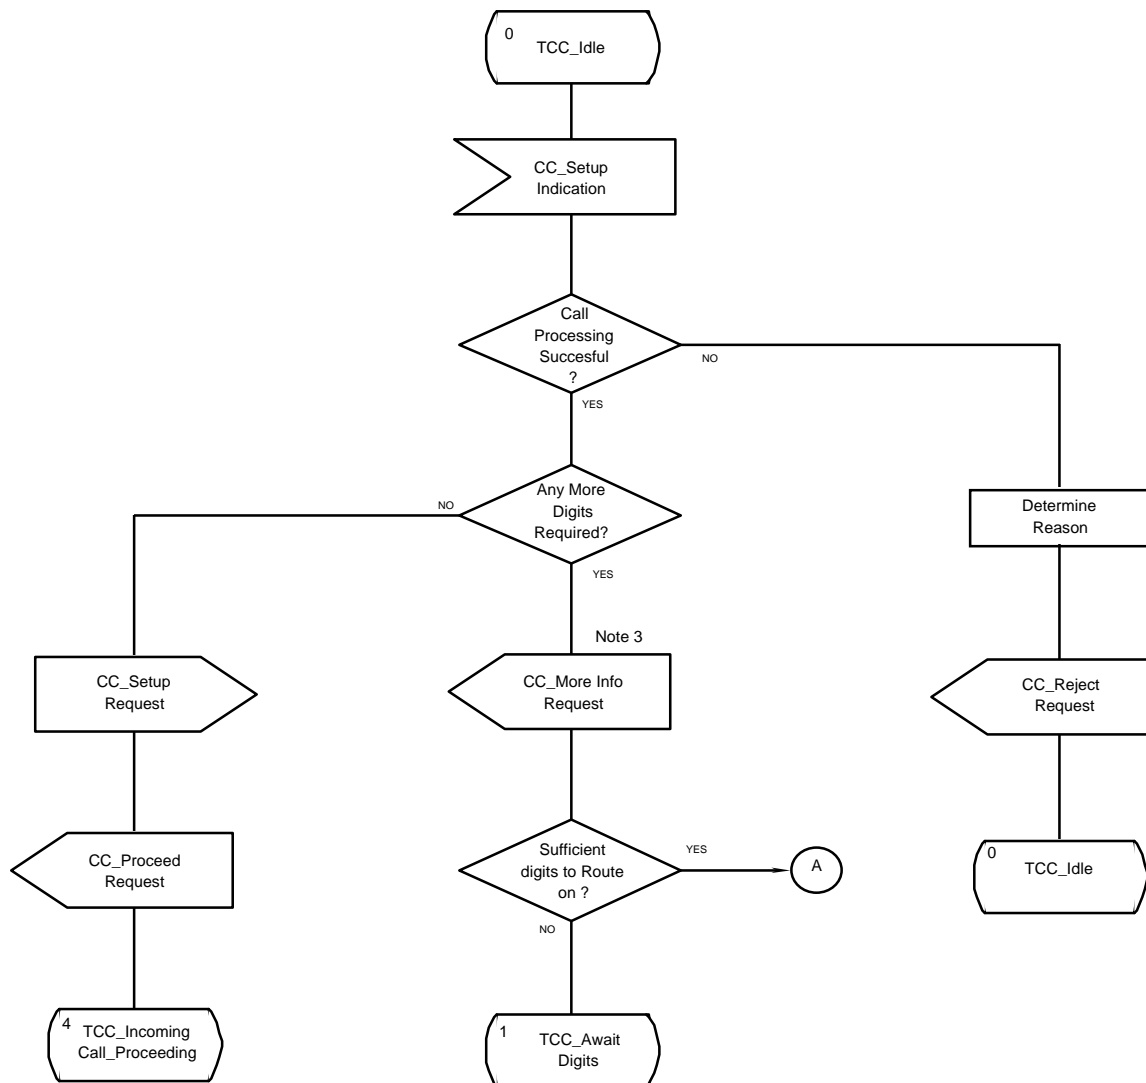 0
TCC_Idle
CC_Setup
Indication
Call
Processing
Succesful
?
NO
YES
Any More
Digits
Required?
NO
YES
Determine
Reason
Note 3
CC_Setup
Request
CC_More Info
Request
CC_Reject
Request
CC_Proceed
Request
Sufficient
digits to Route
on ?
YES
A
NO
0
TCC_Idle
4
TCC_Incoming
Call_Proceeding
1
TCC_Await
Digits